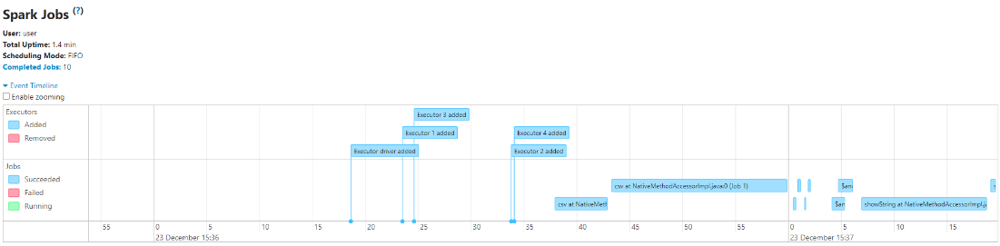 Spark Jobs (?)
User: user
Total Uptime: 1.4 min
Scheduling Mode: FIFO
Completed Jobs: 10
Event Timeline
Enable zooming
Executors
Added
Removed
Executor 3 added
Executor 1 added
Executor 4 added
Executor driver added
Executor 2 added
Jobs
Succeeded
Failed
Running
csv at NativeMethodAccessorImpl.java:0 (Job 1)
$an
s
csv at NativeMeth
$an
showString at NativeMethodAccessorImpl.j
55 0 5 10 15 20 25 30 35 40 45 50 55 0 5 10 15
23 December 15:36 23 December 15:37